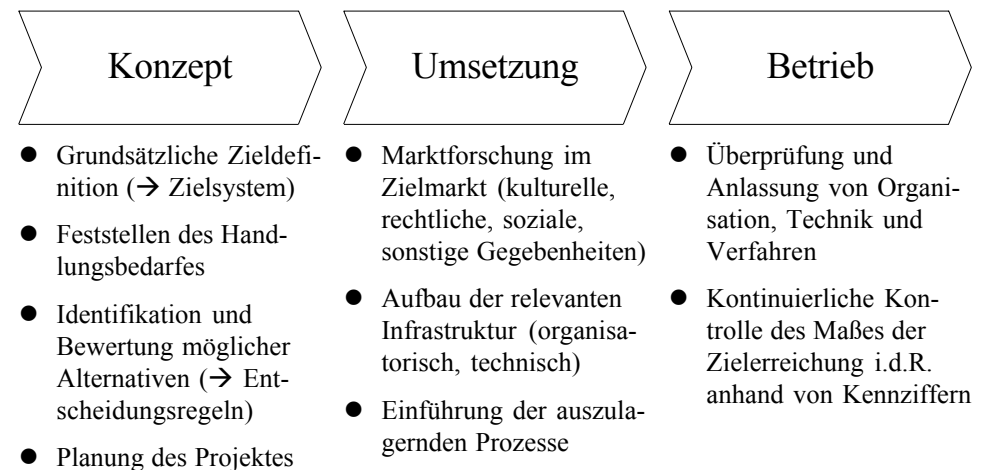 Konzept
Umsetzung
Betrieb
● Grundsätzliche Zieldefi-
nition (→ Zielsystem)
● Feststellen des Hand-
lungsbedarfes
● Identifikation und
Bewertung möglicher
Alternativen (→ Ent-
scheidungsregeln)
● Planung des Projektes
● Marktforschung im
Zielmarkt (kulturelle,
rechtliche, soziale,
sonstige Gegebenheiten)
● Aufbau der relevanten
Infrastruktur (organisa-
torisch, technisch)
● Einführung der auszula-
gernden Prozesse
● Überprüfung und
Anlassung von Organi-
sation, Technik und
Verfahren
● Kontinuierliche Kon-
trolle des Maßes der
Zielerreichung i.d.R.
anhand von Kennziffern